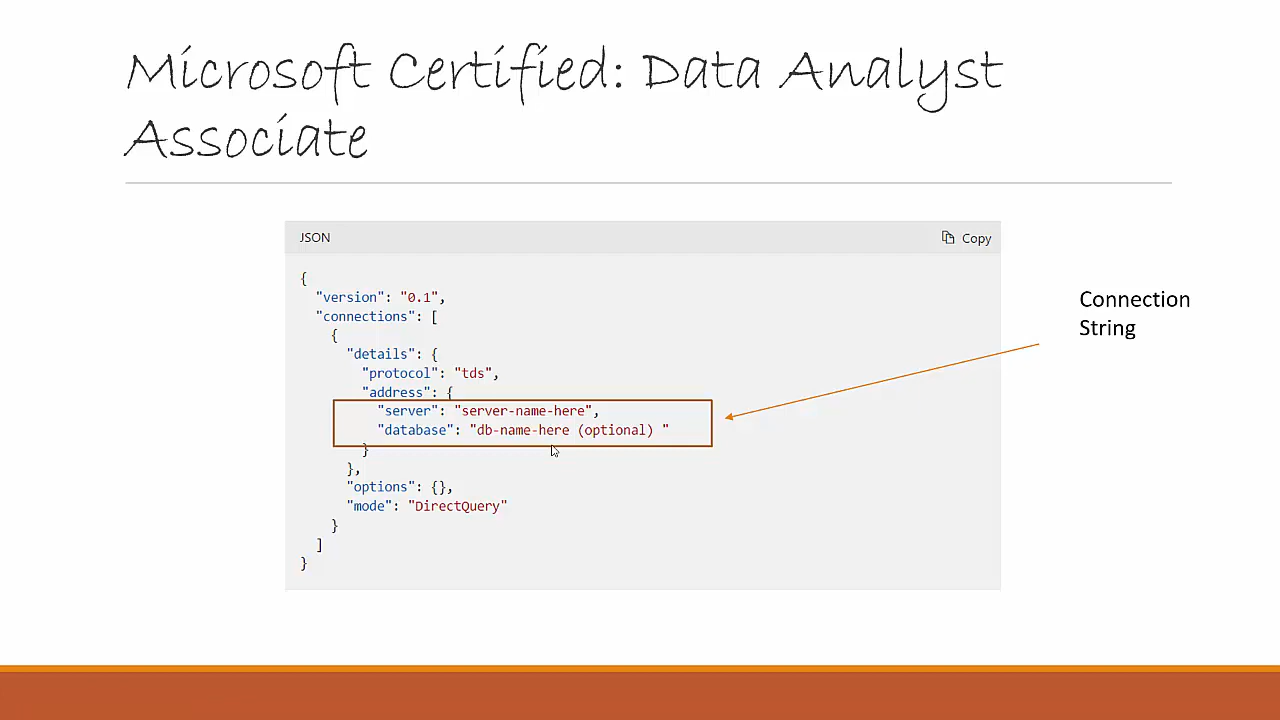 Microsoft Certified: Data Analyst
Associate
JSON
Copy
{
"version": "0.1",
"connections": [
{
"details": {
"protocol": "tds",
"address": {
"server": "server-name-here",
"database": "db-name-here (optional) "
}
},
"options": {},
"mode": "DirectQuery"
}
]
}
Connection
String